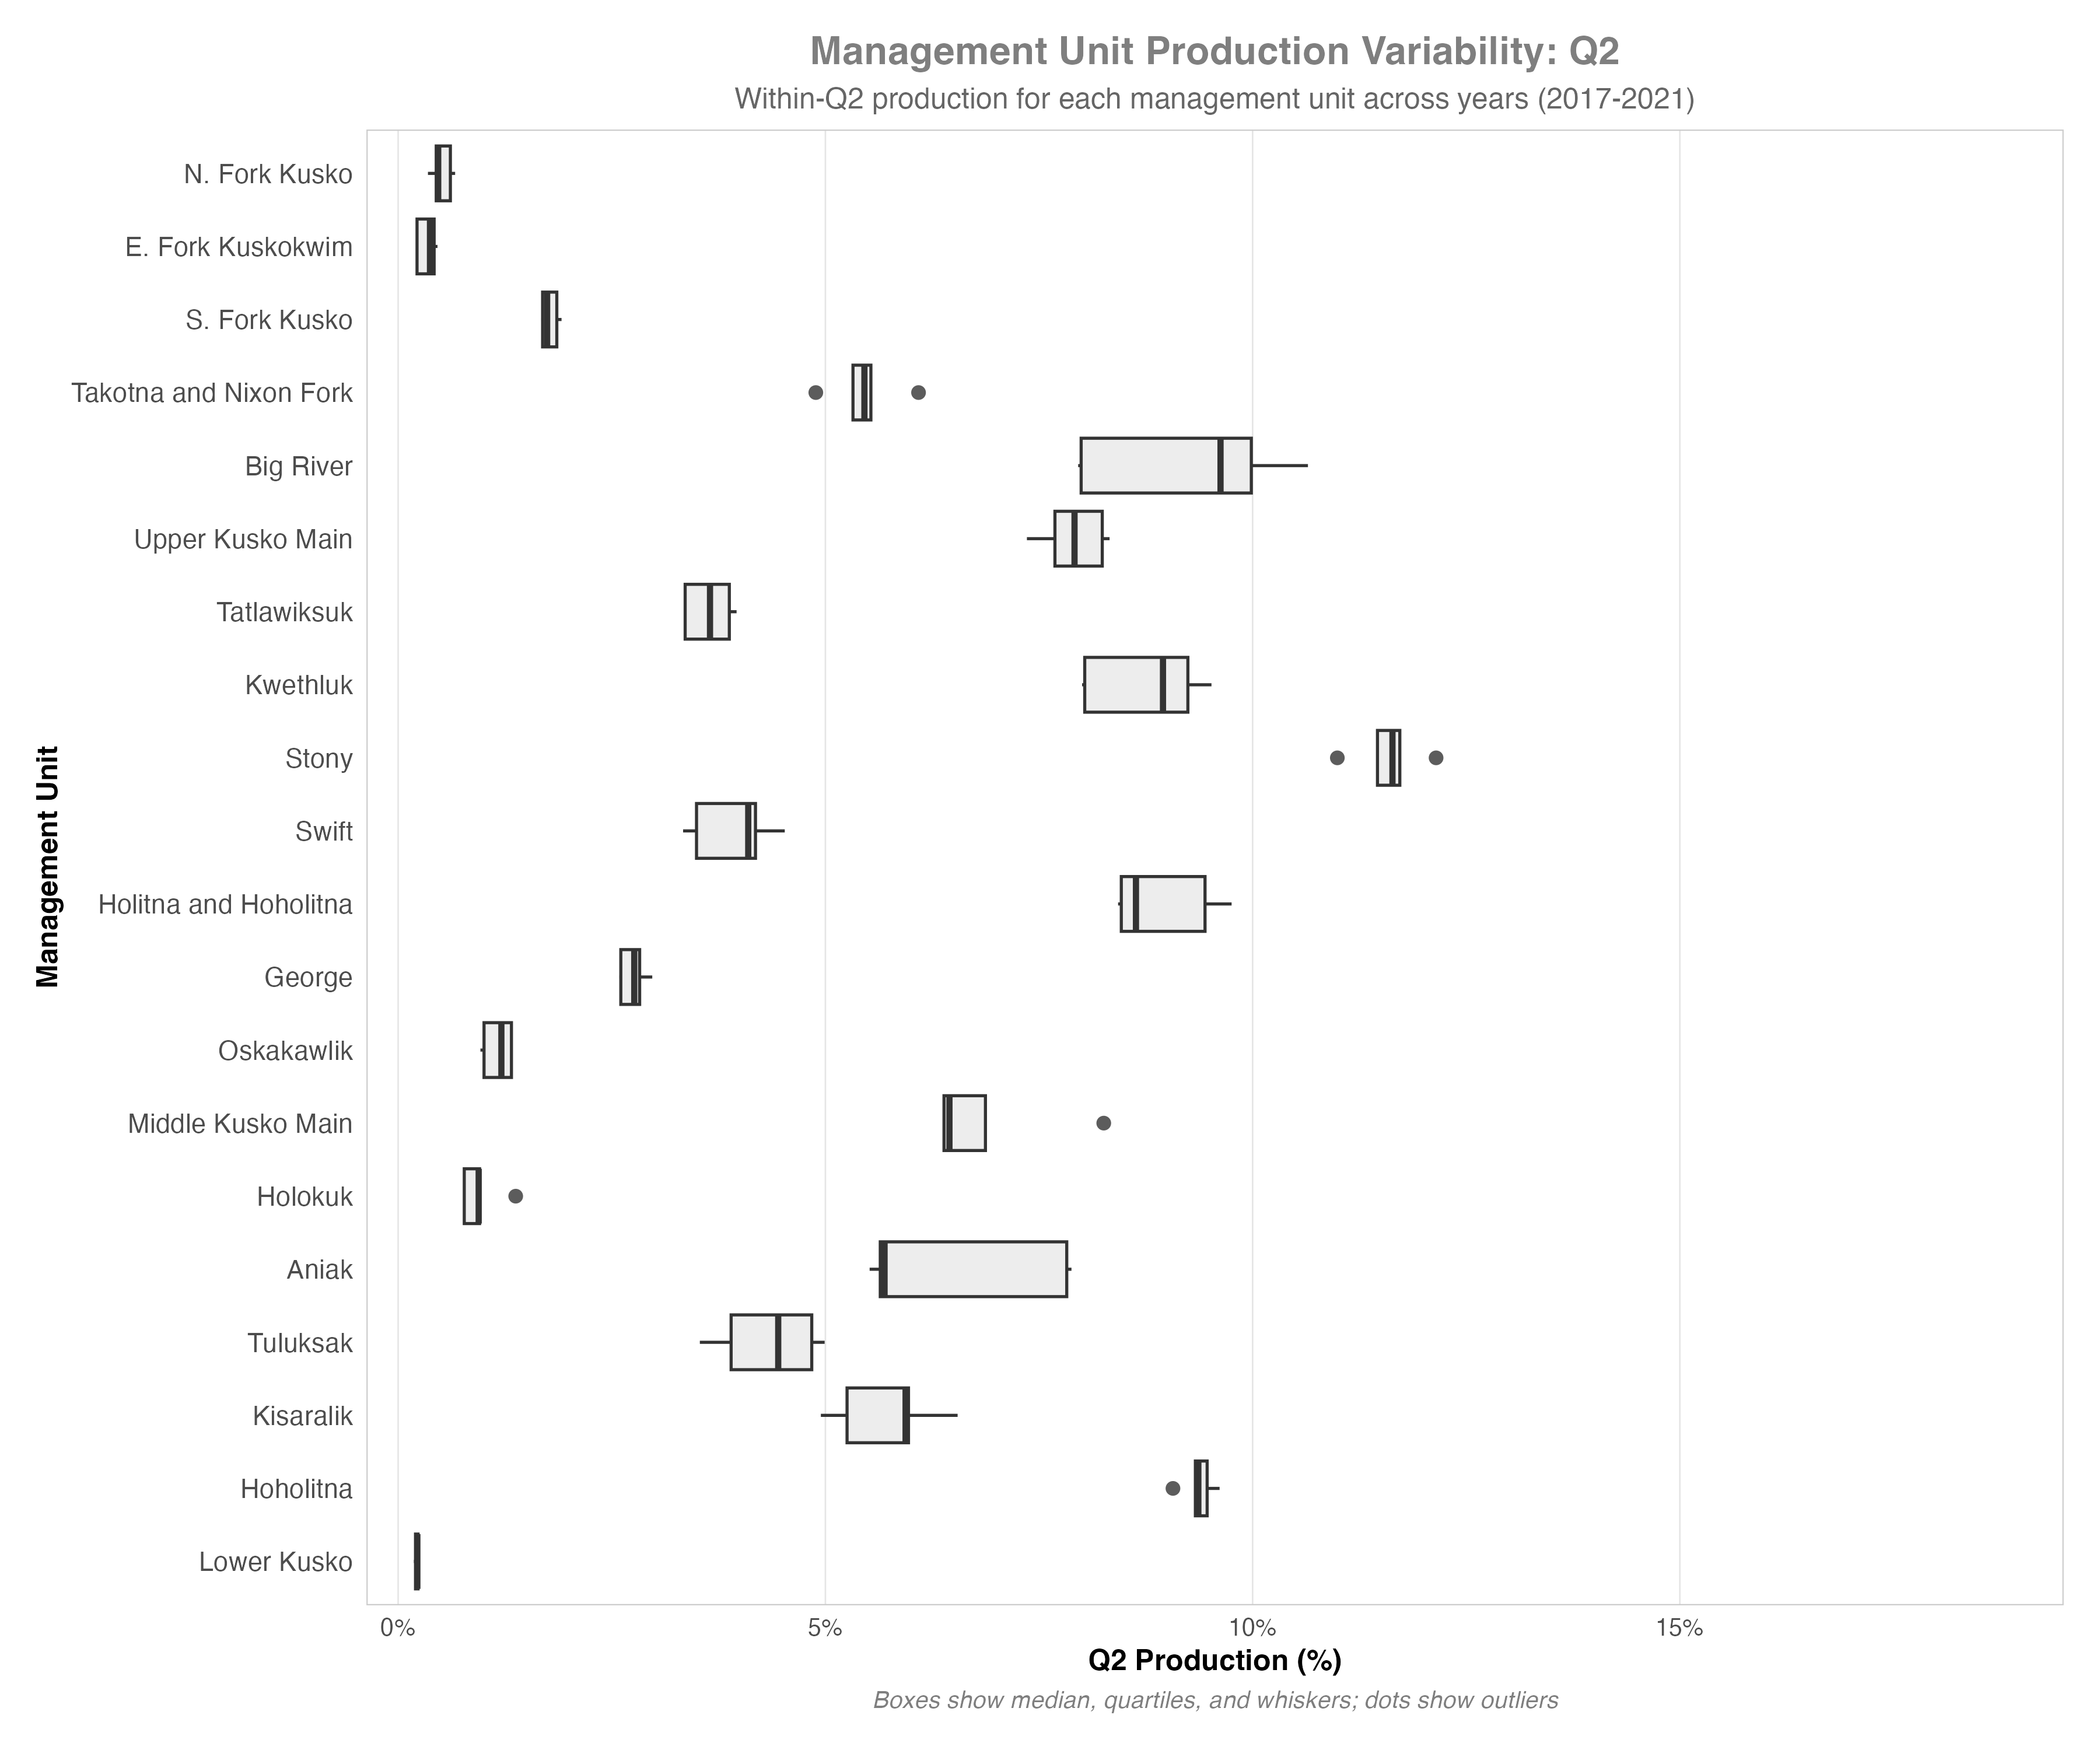 Management Unit Production Variability: Q2
Within-Q2 production for each management unit across years (2017-2021)
Management Unit
N. Fork Kusko
E. Fork Kuskokwim
S. Fork Kusko
Takotna and Nixon Fork
Big River
Upper Kusko Main
Tatlawiksuk
Kwethluk
Stony
Swift
Holitna and Hoholitna
George
Oskakawlik
Middle Kusko Main
Holokuk
Aniak
Tuluksak
Kisaralik
Hoholitna
Lower Kusko
0% 5% 10% 15%
Q2 Production (%)
Boxes show median, quartiles, and whiskers; dots show outliers